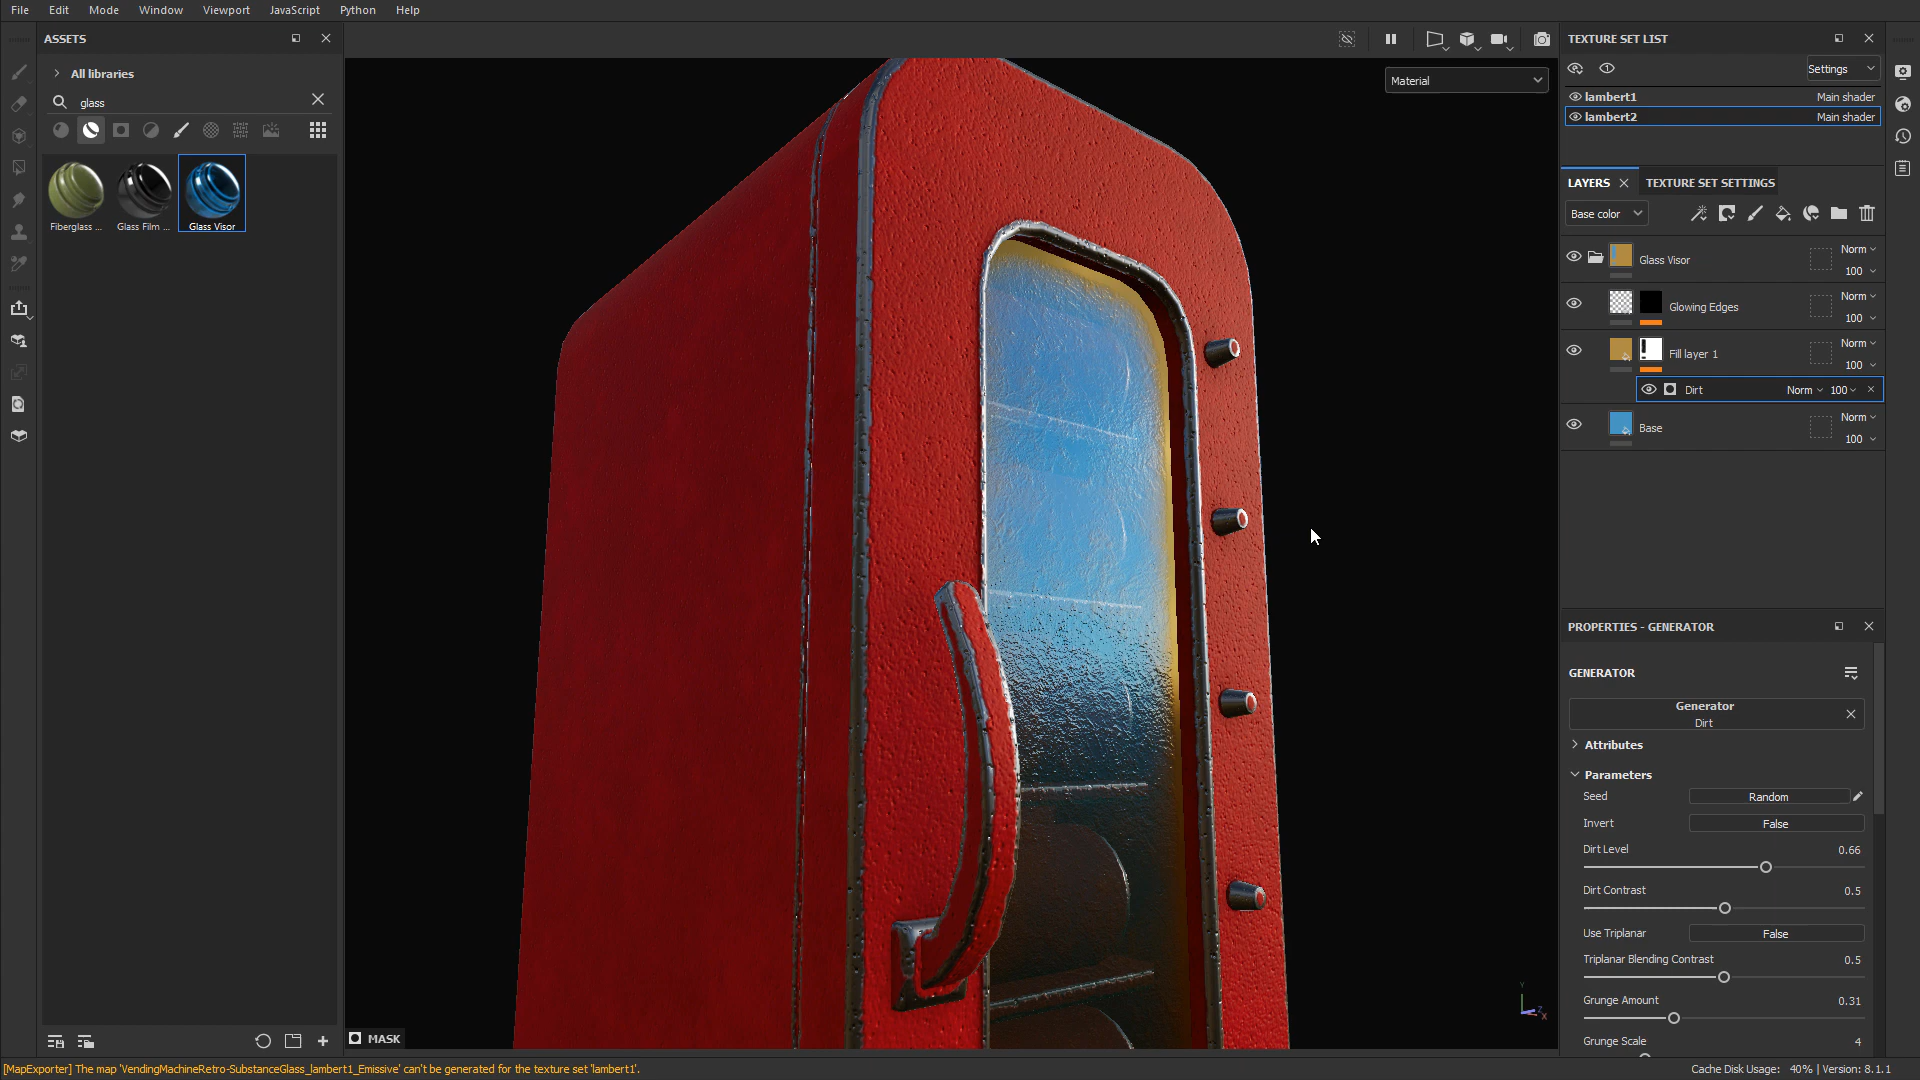 File Edit Mode Window Viewport JavaScript Python Help
ASSETS
All libraries
glass
Fiberglass ...
Glass Film ...
Glass Visor
Material
MASK
TEXTURE SET LIST
Settings
lambert1 Main shader
lambert2 Main shader
LAYERS TEXTURE SET SETTINGS
Base color
Norm
Glass Visor
100
Norm
Glowing Edges
100
Norm
Fill layer 1
100
Dirt Norm 100
Norm
Base
100
PROPERTIES - GENERATOR
GENERATOR
Generator
Dirt
Attributes
Parameters
Seed Random
Invert False
Dirt Level 0.66
Dirt Contrast 0.5
Use Triplanar False
Triplanar Blending Contrast 0.5
Grunge Amount 0.31
Grunge Scale 4
[MapExporter] The map 'VendingMachineRetro-SubstanceGlass_lambert1_Emissive' can't be generated for the texture set 'lambert1'.
Cache Disk Usage: 40% | Version: 8.1.1